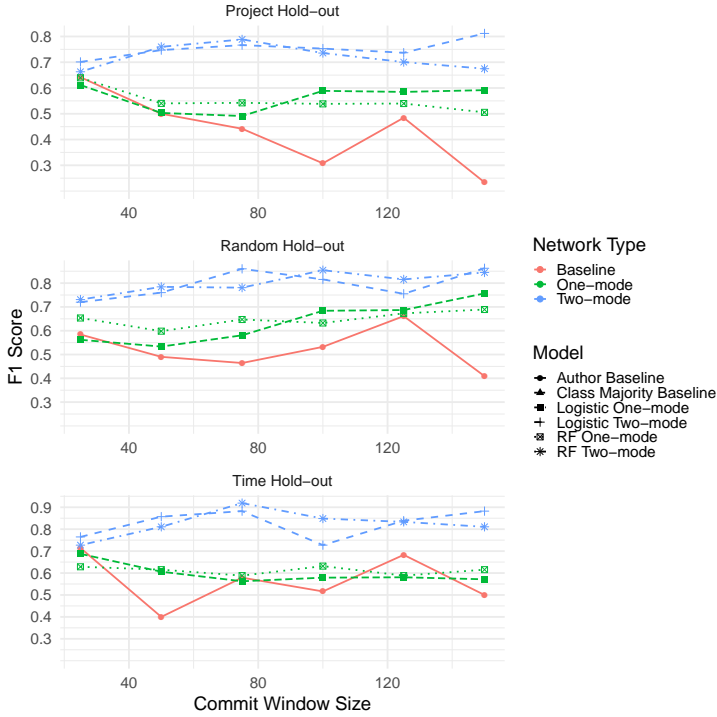 Project Hold−out
0.8
0.7
0.6
0.5
0.4
0.3
40 80 120
Random Hold−out
0.8
0.7
0.6
0.5
0.4
0.3
Time Hold−out
0.9
0.8
0.7
0.6
0.5
0.4
0.3
40 80 120
F1 Score
Commit Window Size
Network Type
Baseline
One−mode
Two−mode
Model
Author Baseline
Class Majority Baseline
Logistic One−mode
Logistic Two−mode
RF One−mode
RF Two−mode
40 80 120